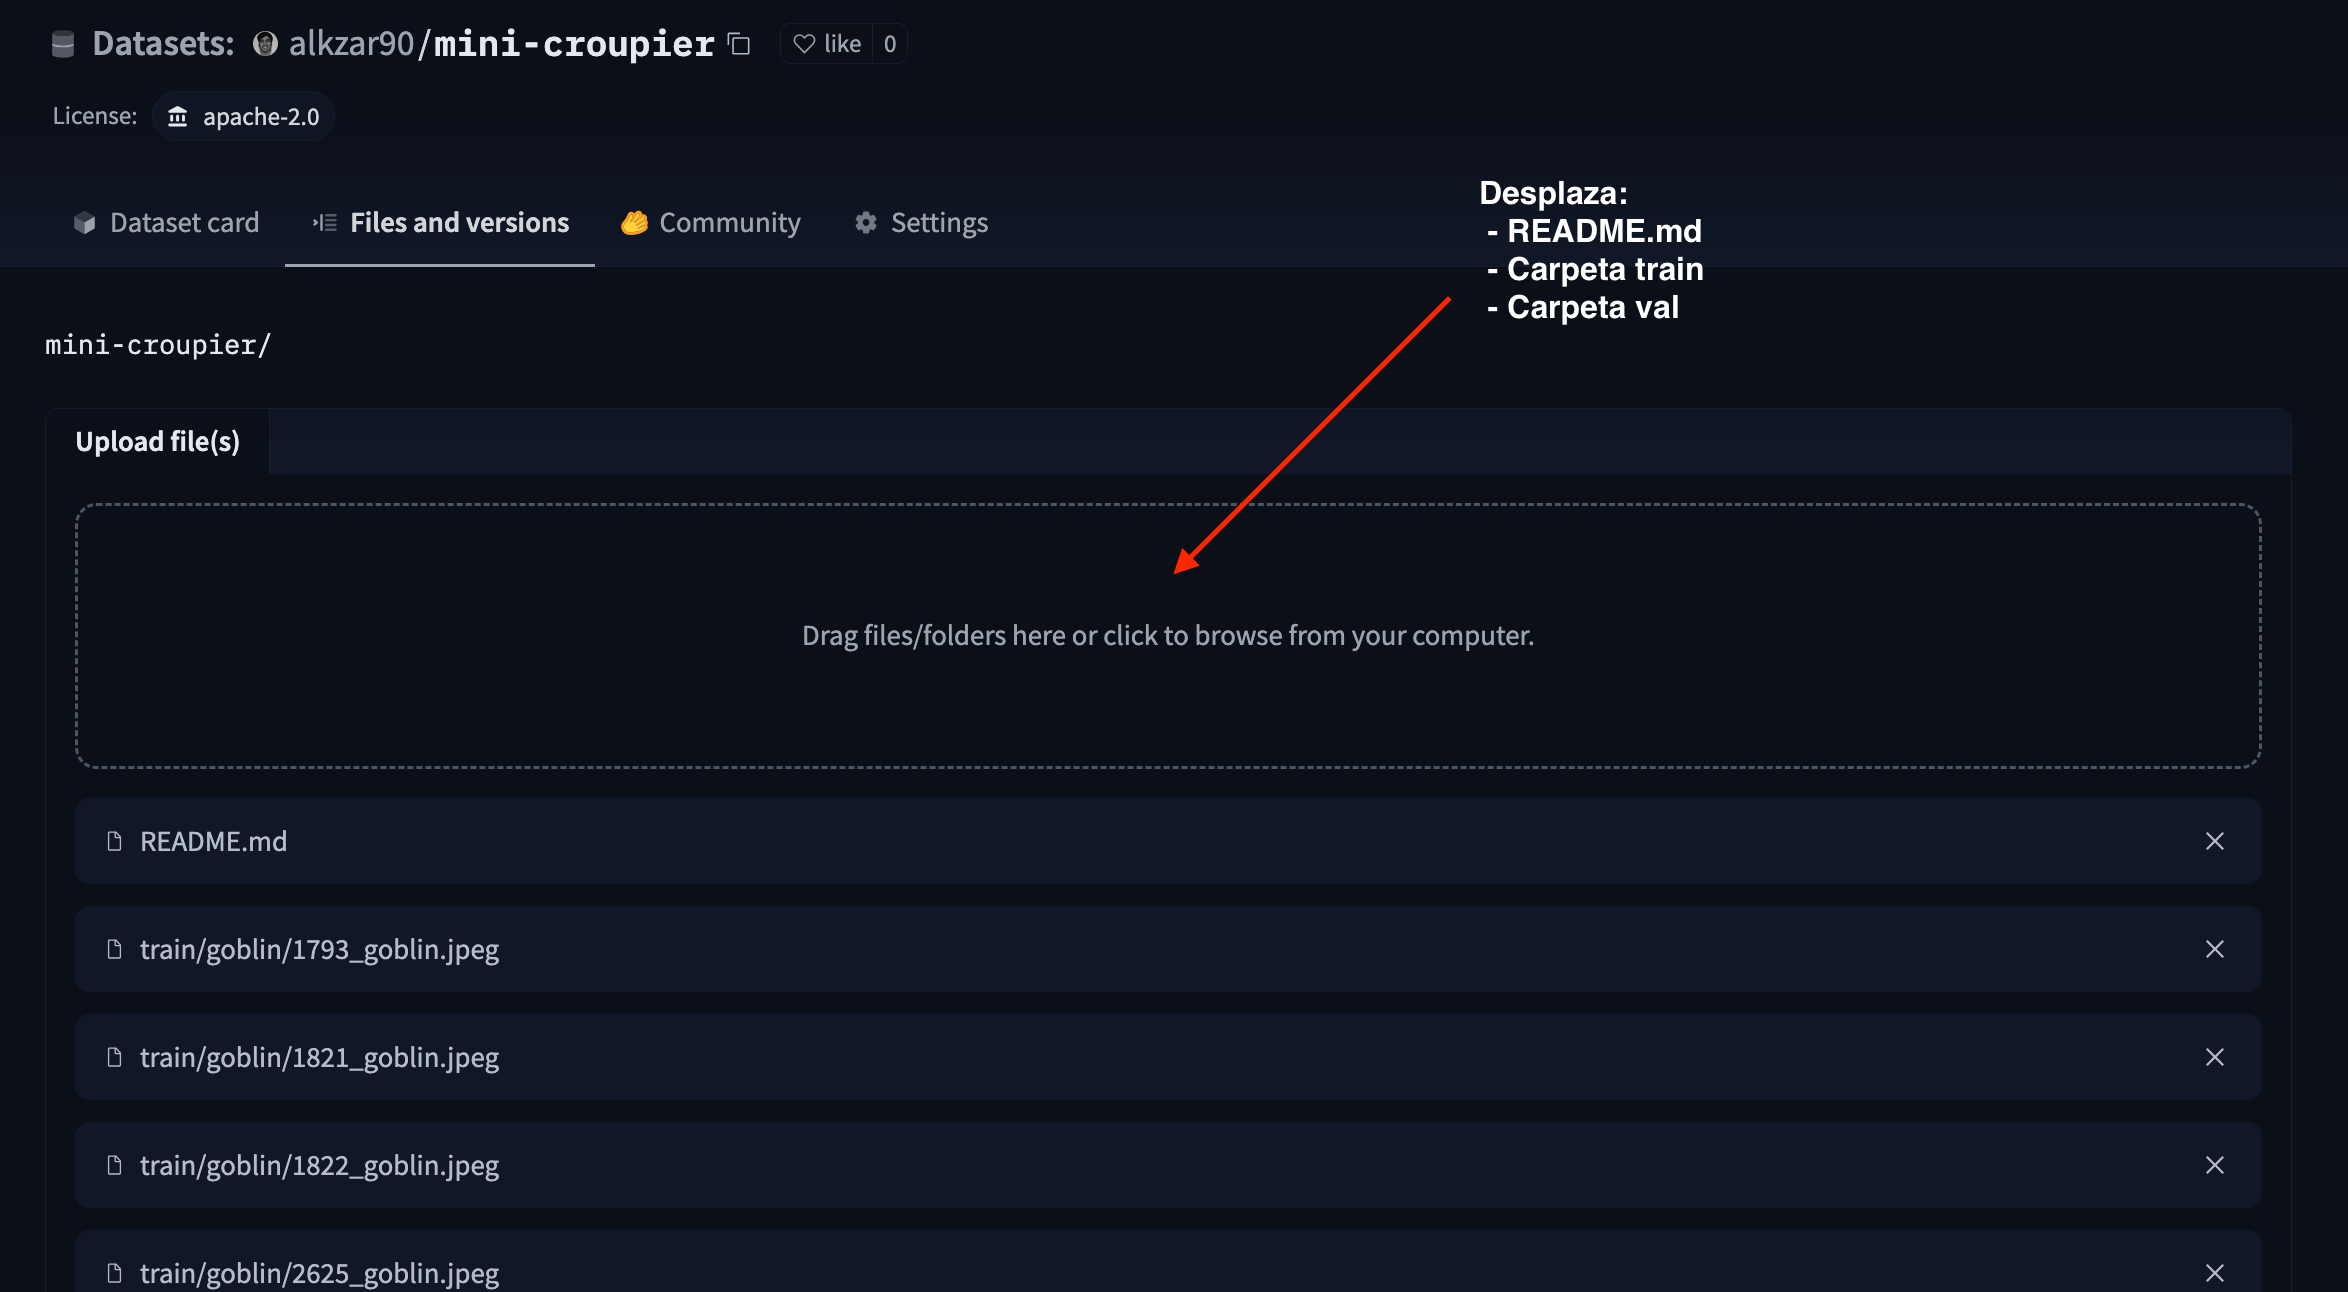 Datasets: alkzar90/mini-croupier like 0
License: apache-2.0
Dataset card Files and versions Community Settings
Desplaza:
- README.md
- Carpeta train
- Carpeta val
mini-croupier/
Upload file(s)
Drag files/folders here or click to browse from your computer.
README.md
train/goblin/1793_goblin.jpeg
train/goblin/1821_goblin.jpeg
train/goblin/1822_goblin.jpeg
train/goblin/2625_goblin.jpeg